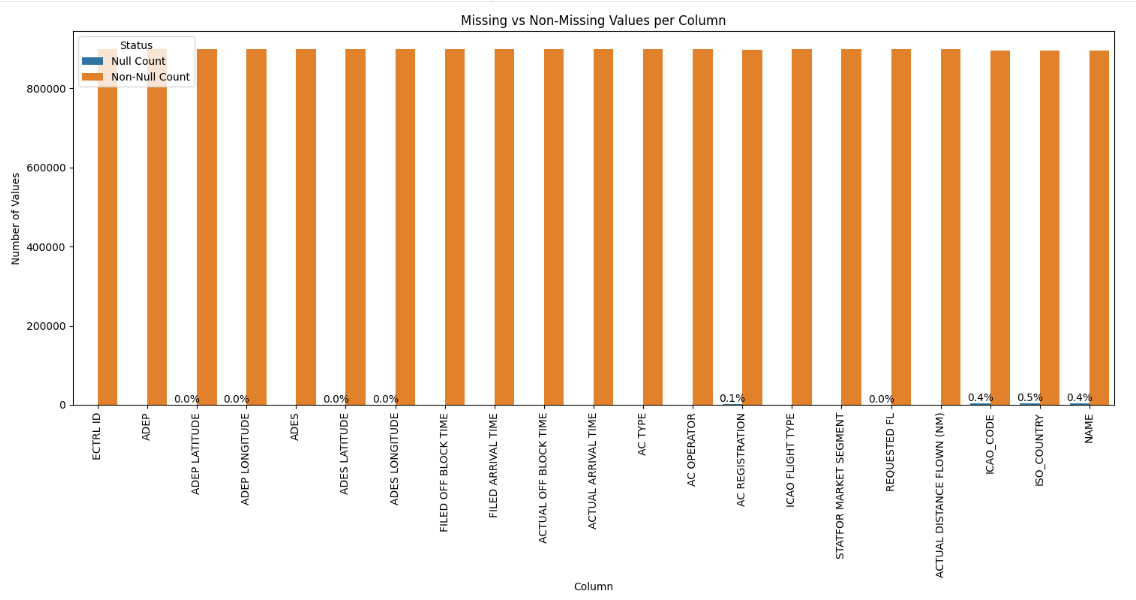 Missing vs Non-Missing Values per Column
Status
Null Count
Non-Null Count
Number of Values
800000
600000
400000
200000
0
0.0%
0.0%
0.0%
0.0%
0.1%
0.0%
0.4%
0.5%
0.4%
ECTRL ID
ADEP
ADEP LATITUDE
ADEP LONGITUDE
ADES
ADES LATITUDE
ADES LONGITUDE
FILED OFF BLOCK TIME
FILED ARRIVAL TIME
ACTUAL OFF BLOCK TIME
ACTUAL ARRIVAL TIME
AC TYPE
AC OPERATOR
AC REGISTRATION
ICAO FLIGHT TYPE
STATFOR MARKET SEGMENT
REQUESTED FL
ACTUAL DISTANCE FLOWN (NM)
ICAO_CODE
ISO_COUNTRY
NAME
Column